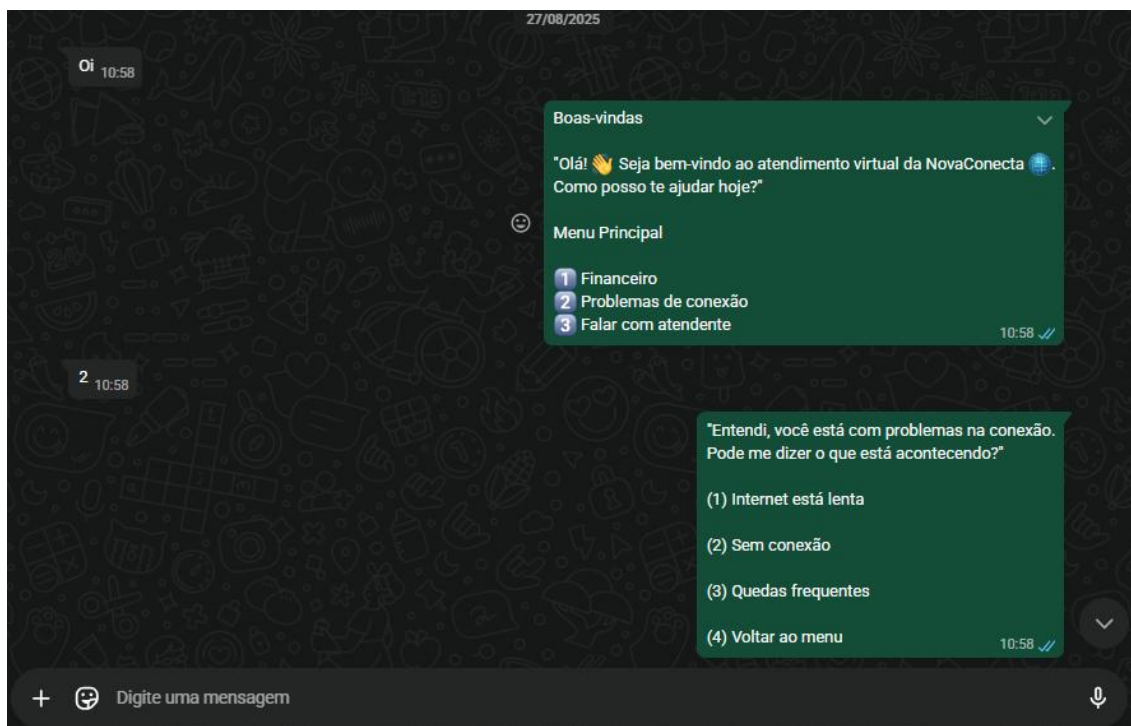 27/08/2025
Oi 10:58
Boas-vindas
"Olá! 👋 Seja bem-vindo ao atendimento virtual da NovaConecta 🌐.
Como posso te ajudar hoje?"
Menu Principal
1️⃣ Financeiro
2️⃣ Problemas de conexão
3️⃣ Falar com atendente
10:58
2 10:58
"Entendi, você está com problemas na conexão.
Pode me dizer o que está acontecendo?"
(1) Internet está lenta
(2) Sem conexão
(3) Quedas frequentes
(4) Voltar ao menu
10:58
Digite uma mensagem